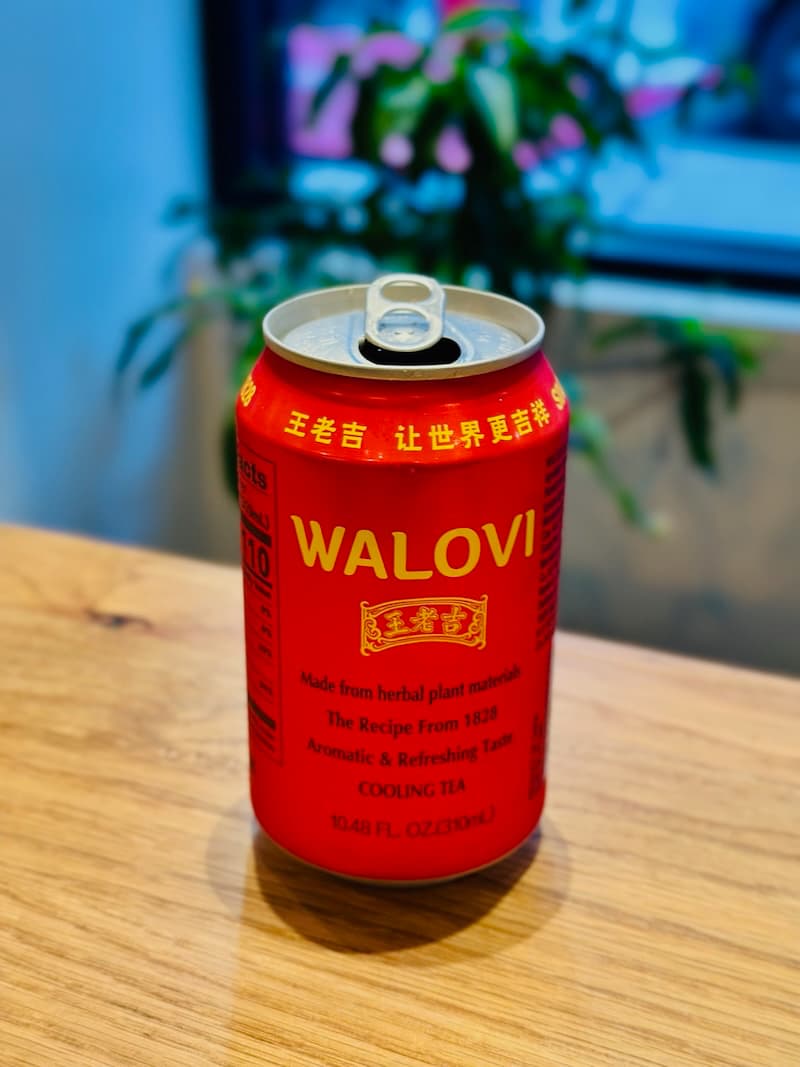 王老吉 让世界更吉祥
WALOVI
王老吉
Made from herbal plant materials
The Recipe From 1828
Aromatic & Refreshing Taste
COOLING TEA
10.48 FL. OZ.(310mL)
110